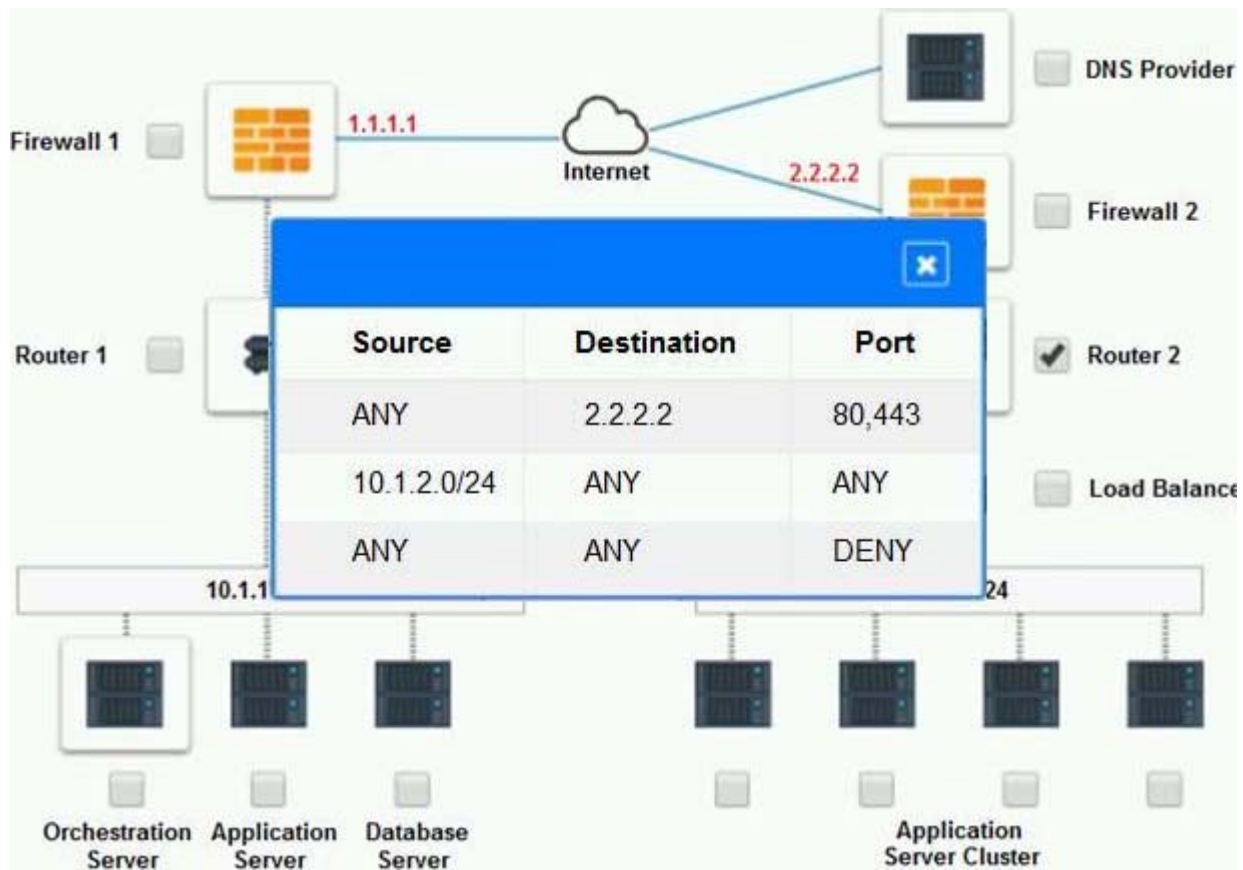 DNS Provider
1.1.1.1
Firewall 1
Internet
2.2.2.2
Firewall 2
Source Destination Port
Router 1
Router 2
ANY 2.2.2.2 80,443
10.1.2.0/24 ANY ANY
Load Balance
ANY ANY DENY
10.1.1
24
Orchestration
Server
Application
Server
Database
Server
Application
Server Cluster